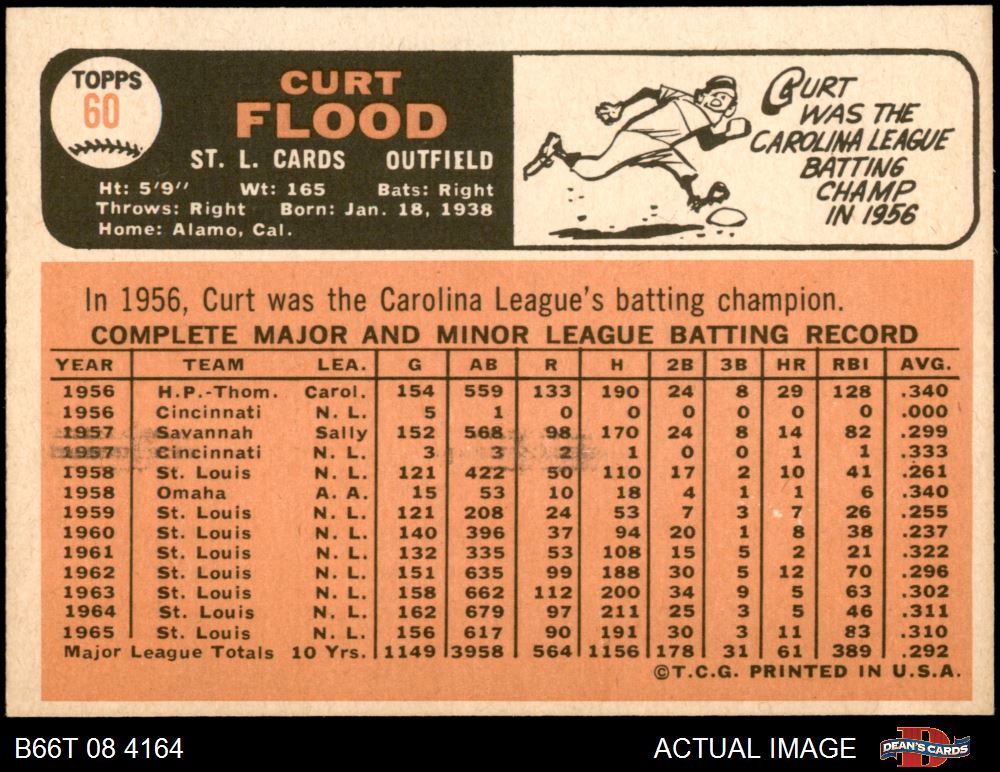 TOPPS
60
CURT
FLOOD
ST. L. CARDS OUTFIELD
Ht: 5'9" Wt: 165 Bats: Right
Throws: Right Born: Jan. 18, 1938
Home: Alamo, Cal.
CURT
WAS THE
CAROLINA LEAGUE
BATTING
CHAMP
IN 1956
In 1956, Curt was the Carolina League's batting champion.
COMPLETE MAJOR AND MINOR LEAGUE BATTING RECORD
YEAR TEAM LEA. G AB R H 2B 3B HR RBI AVG.
1956 H.P.-Thom. Carol. 154 559 133 190 24 8 29 128 .340
1956 Cincinnati N. L. 5 1 0 0 0 0 0 0 .000
1957 Savannah Sally 152 568 98 170 24 8 14 82 .299
1957 Cincinnati N. L. 3 3 2 1 0 0 1 1 .333
1958 St. Louis N. L. 121 422 50 110 17 2 10 41 .261
1958 Omaha A. A. 15 53 10 18 4 1 1 6 .340
1959 St. Louis N. L. 121 208 24 53 7 3 7 26 .255
1960 St. Louis N. L. 140 396 37 94 20 1 8 38 .237
1961 St. Louis N. L. 132 335 53 108 15 5 2 21 .322
1962 St. Louis N. L. 151 635 99 188 30 5 12 70 .296
1963 St. Louis N. L. 158 662 112 200 34 9 5 63 .302
1964 St. Louis N. L. 162 679 97 211 25 3 5 46 .311
1965 St. Louis N. L. 156 617 90 191 30 3 11 83 .310
Major League Totals 10 Yrs. 1149 3958 564 1156 178 31 61 389 .292
©T.C.G. PRINTED IN U.S.A.
B66T 08 4164
ACTUAL IMAGE
D
DEAN'S CARDS